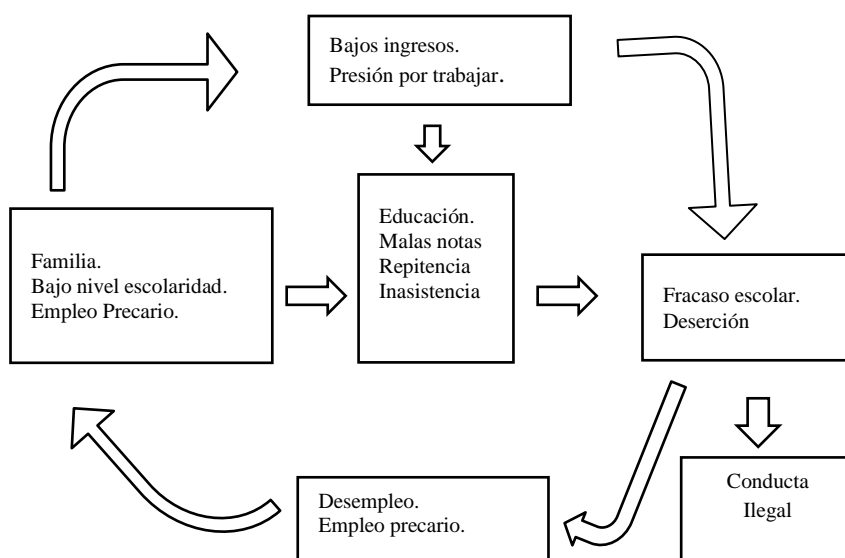 Bajos ingresos.
Presión por trabajar.
Familia.
Bajo nivel escolaridad.
Empleo Precario.
Educación.
Malas notas
Repitencia
Inasistencia
Fracaso escolar.
Deserción
Desempleo.
Empleo precario.
Conducta
Ilegal